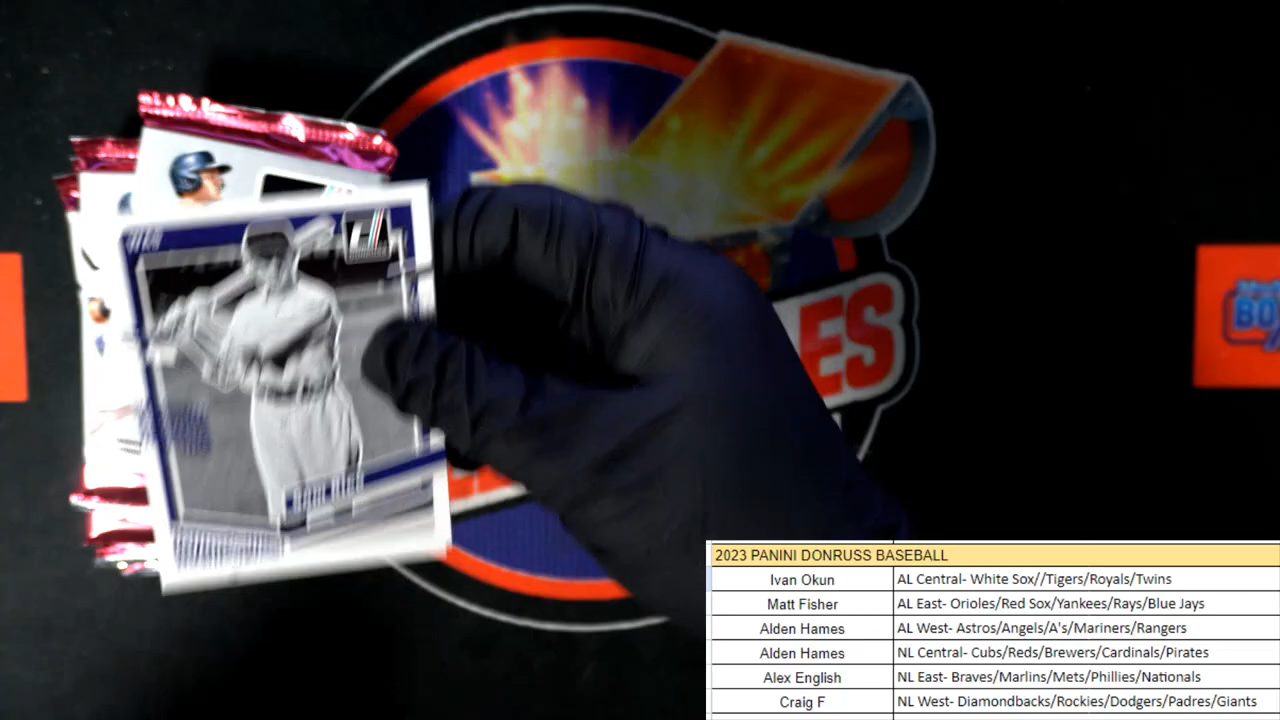 ES
BO
2023 PANINI DONRUSS BASEBALL
Ivan Okun AL Central- White Sox//Tigers/Royals/Twins
Matt Fisher AL East- Orioles/Red Sox/Yankees/Rays/Blue Jays
Alden Hames AL West- Astros/Angels/A's/Mariners/Rangers
Alden Hames NL Central- Cubs/Reds/Brewers/Cardinals/Pirates
Alex English NL East- Braves/Marlins/Mets/Phillies/Nationals
Craig F NL West- Diamondbacks/Rockies/Dodgers/Padres/Giants